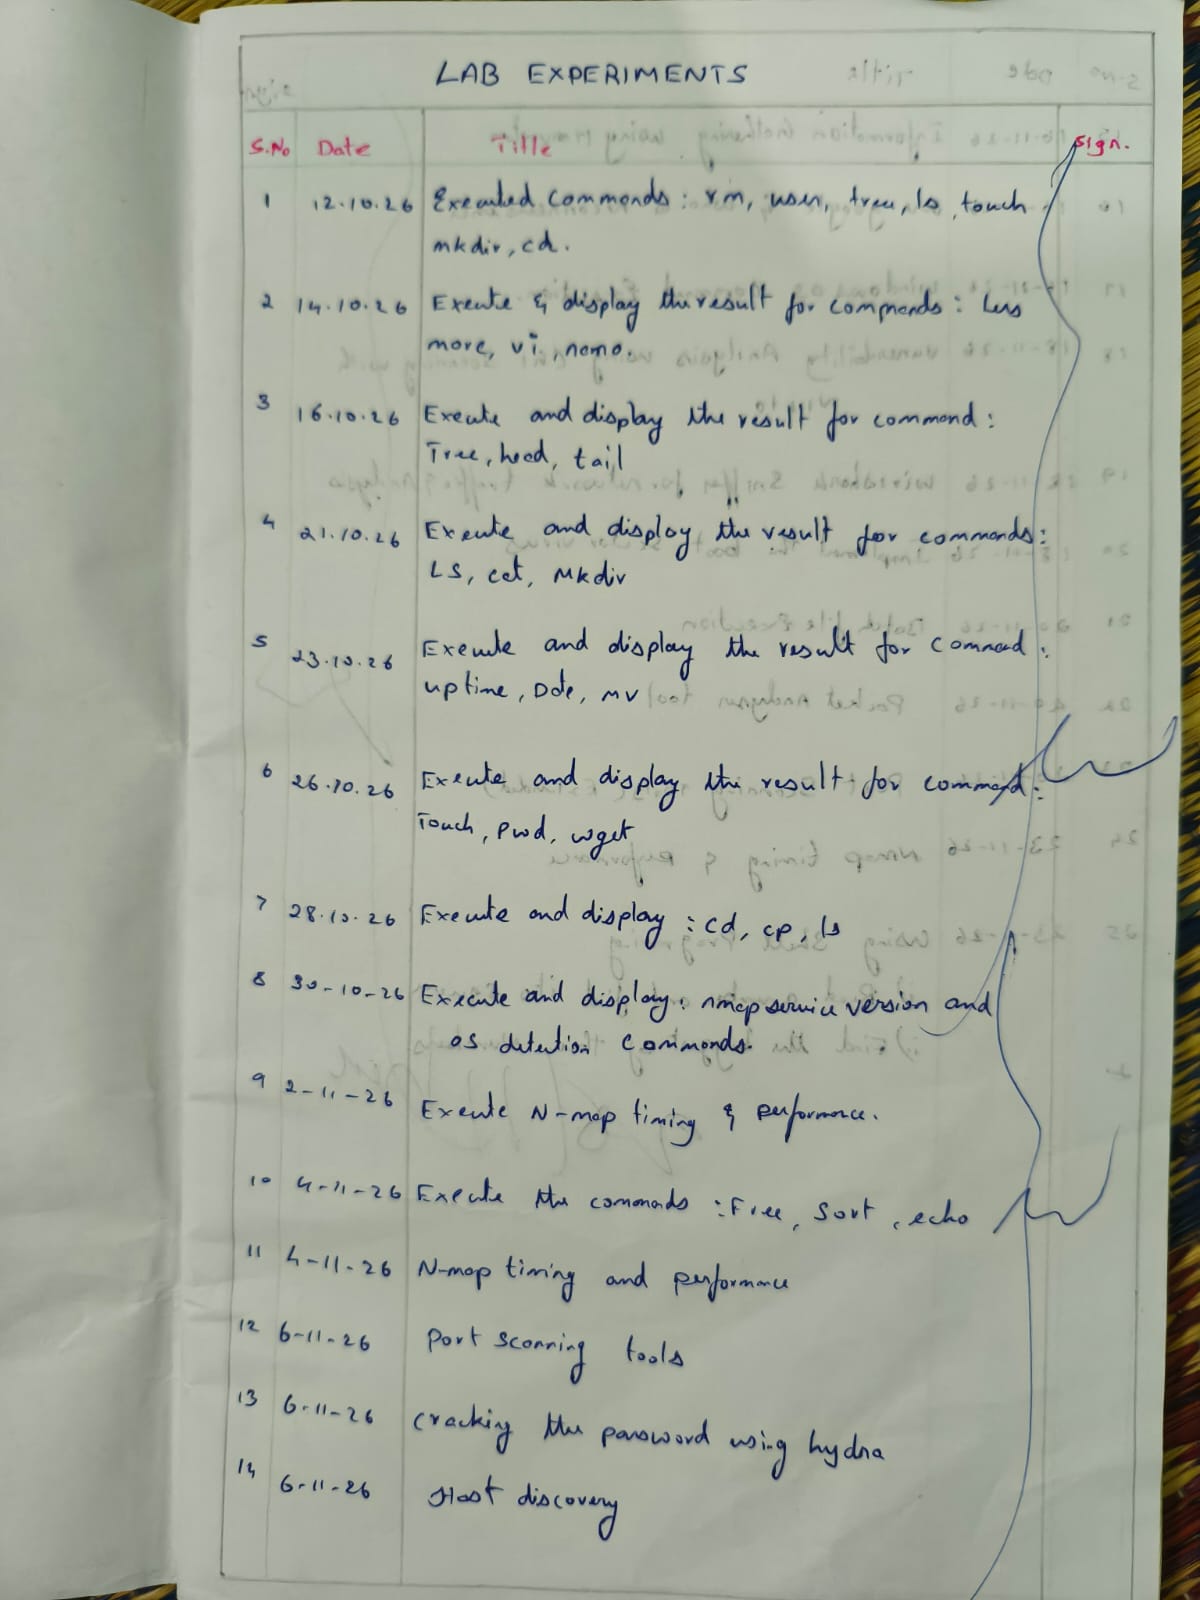 LAB EXPERIMENTS
S.No Date Title Sign.
1 12.10.26 Executed commands : rm, user, tree, ls, touch
mkdir, cd.
2 14.10.26 Execute & display the result for commands : less
more, vi, nano.
3 16.10.26 Execute and display the result for command :
Tree, head, tail
4 21.10.26 Execute and display the result for commands :
LS, cat, Mkdir
5 23.10.26 Execute and display the result for command :
uptime, Date, mv
6 26.10.26 Execute and display the result for command :
Touch, pwd, wget
7 28.10.26 Execute and display : cd, cp, ls
8 30-10-26 Execute and display : nmap service version and
os detection commands.
9 2-11-26 Execute N-map timing & performance.
10 4-11-26 Execute the commands : Free, Sort, echo
11 4-11-26 N-map timing and performance
12 6-11-26 port scanning tools
13 6-11-26 cracking the password using hydra
14 6-11-26 Host discovery